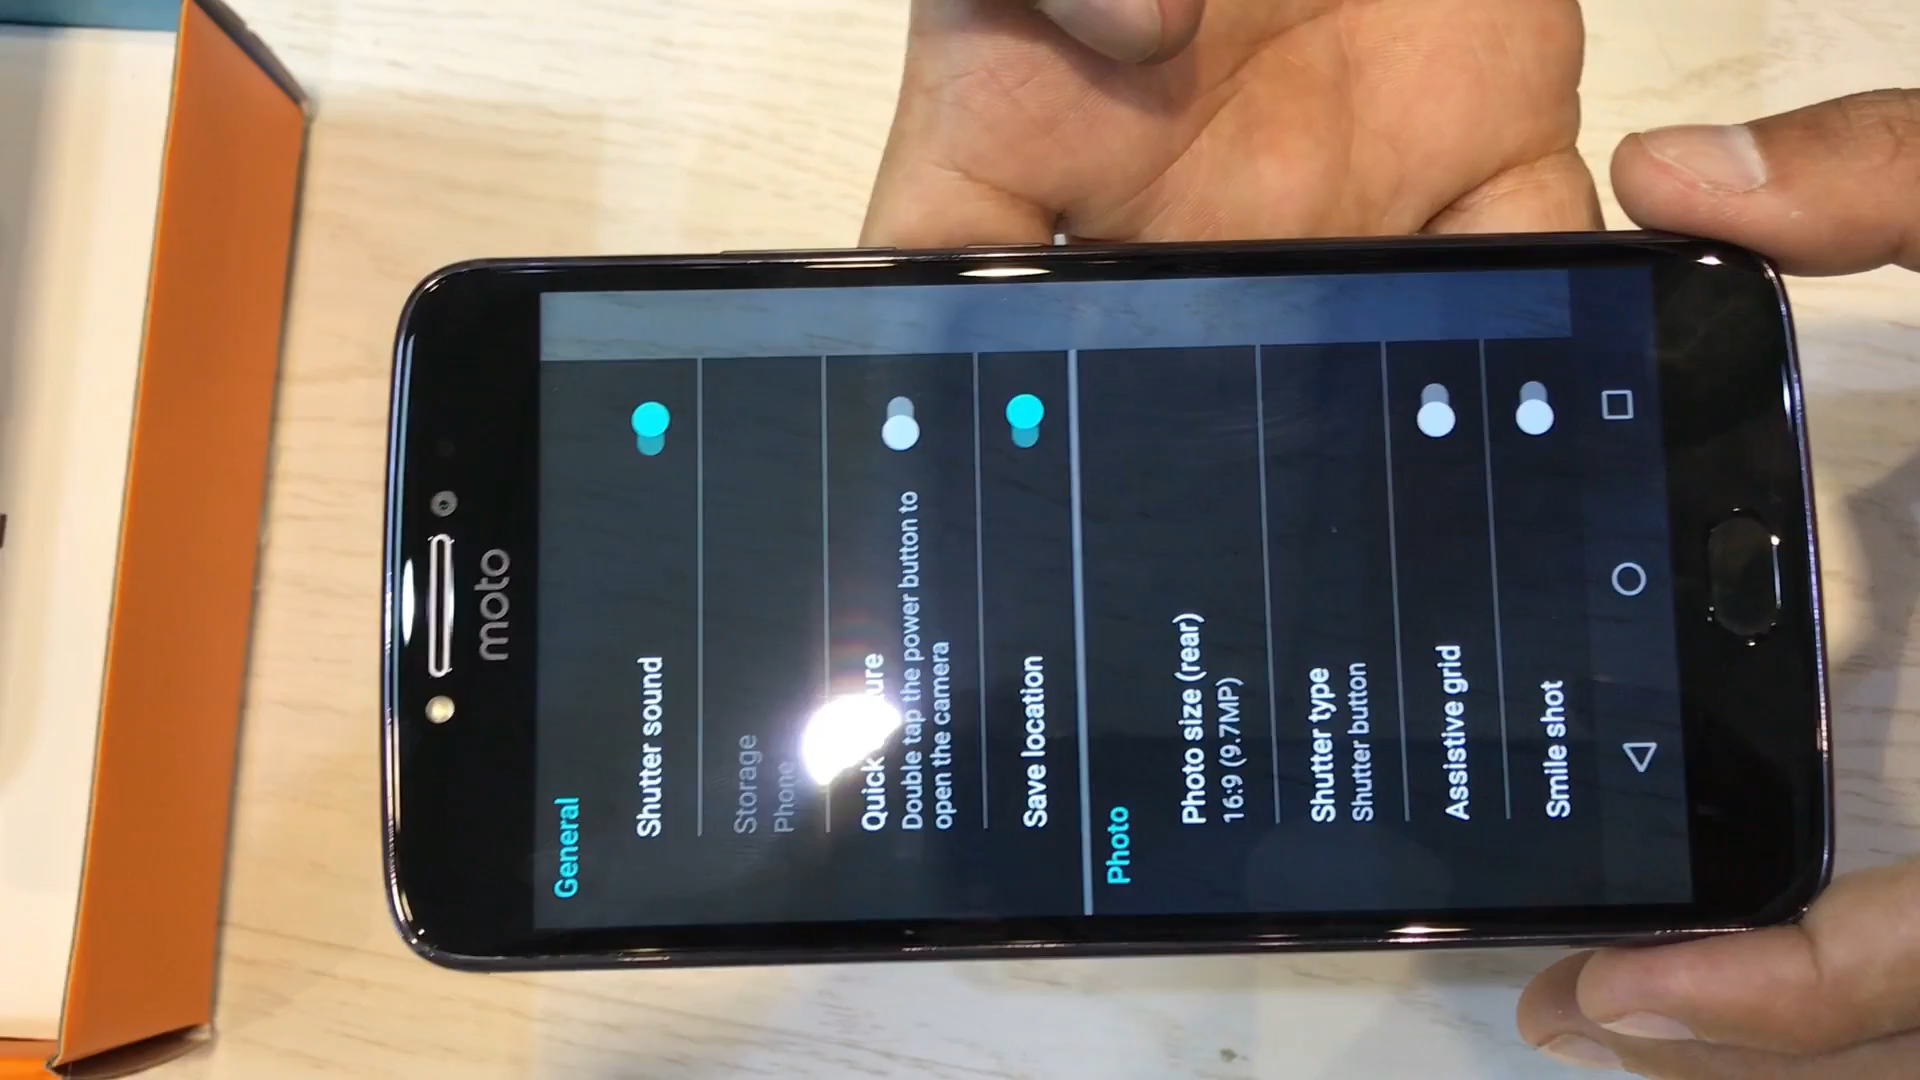 moto
General
Shutter sound
Storage
Phone
Quick
Double tap the power button to
open the camera
Save location
Photo
Photo size (rear)
16:9 (9.7MP)
Shutter type
Shutter button
Assistive grid
Smile shot